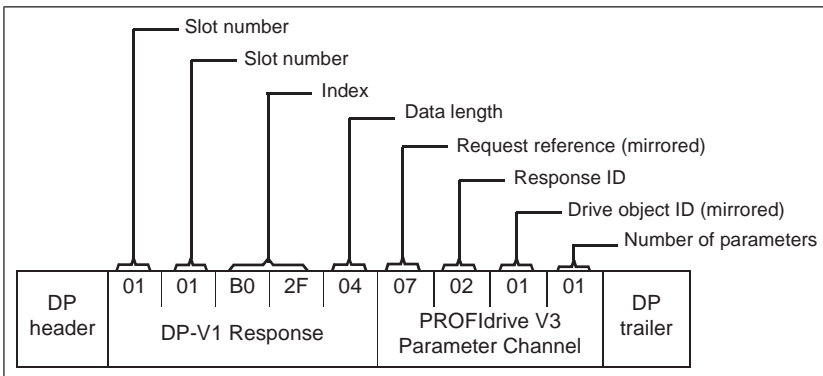 Slot number
Slot number
Index
Data length
Request reference (mirrored)
Response ID
Drive object ID (mirrored)
Number of parameters
DP header
01 01 B0 2F 04 07 02 01 01
DP-V1 Response
PROFIdrive V3
Parameter Channel
DP trailer